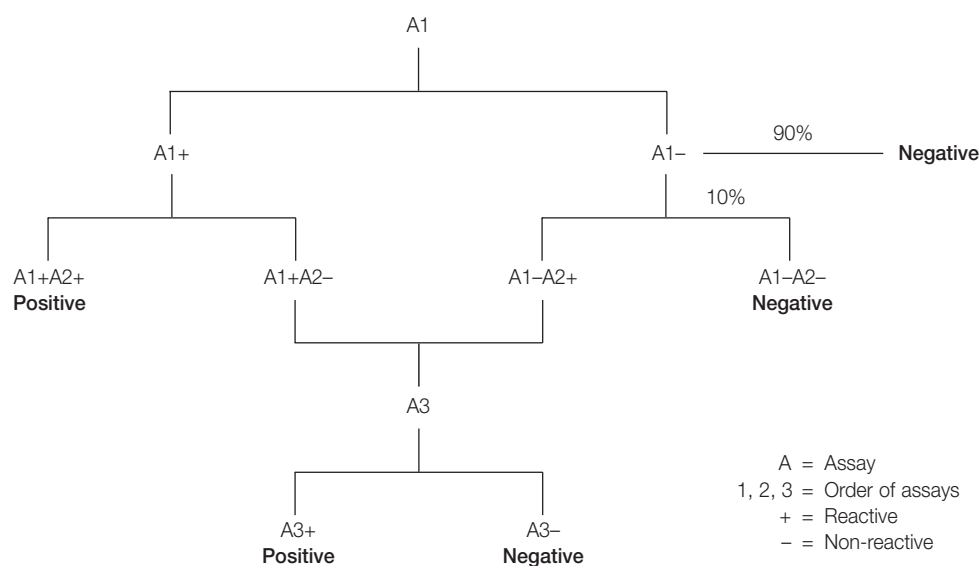 A1
90%
A1+
A1–
Negative
10%
A1+A2+
A1+A2–
A1–A2+
A1–A2–
Positive
Negative
A3
A = Assay
1, 2, 3 = Order of assays
+ = Reactive
– = Non-reactive
A3+
A3–
Positive
Negative